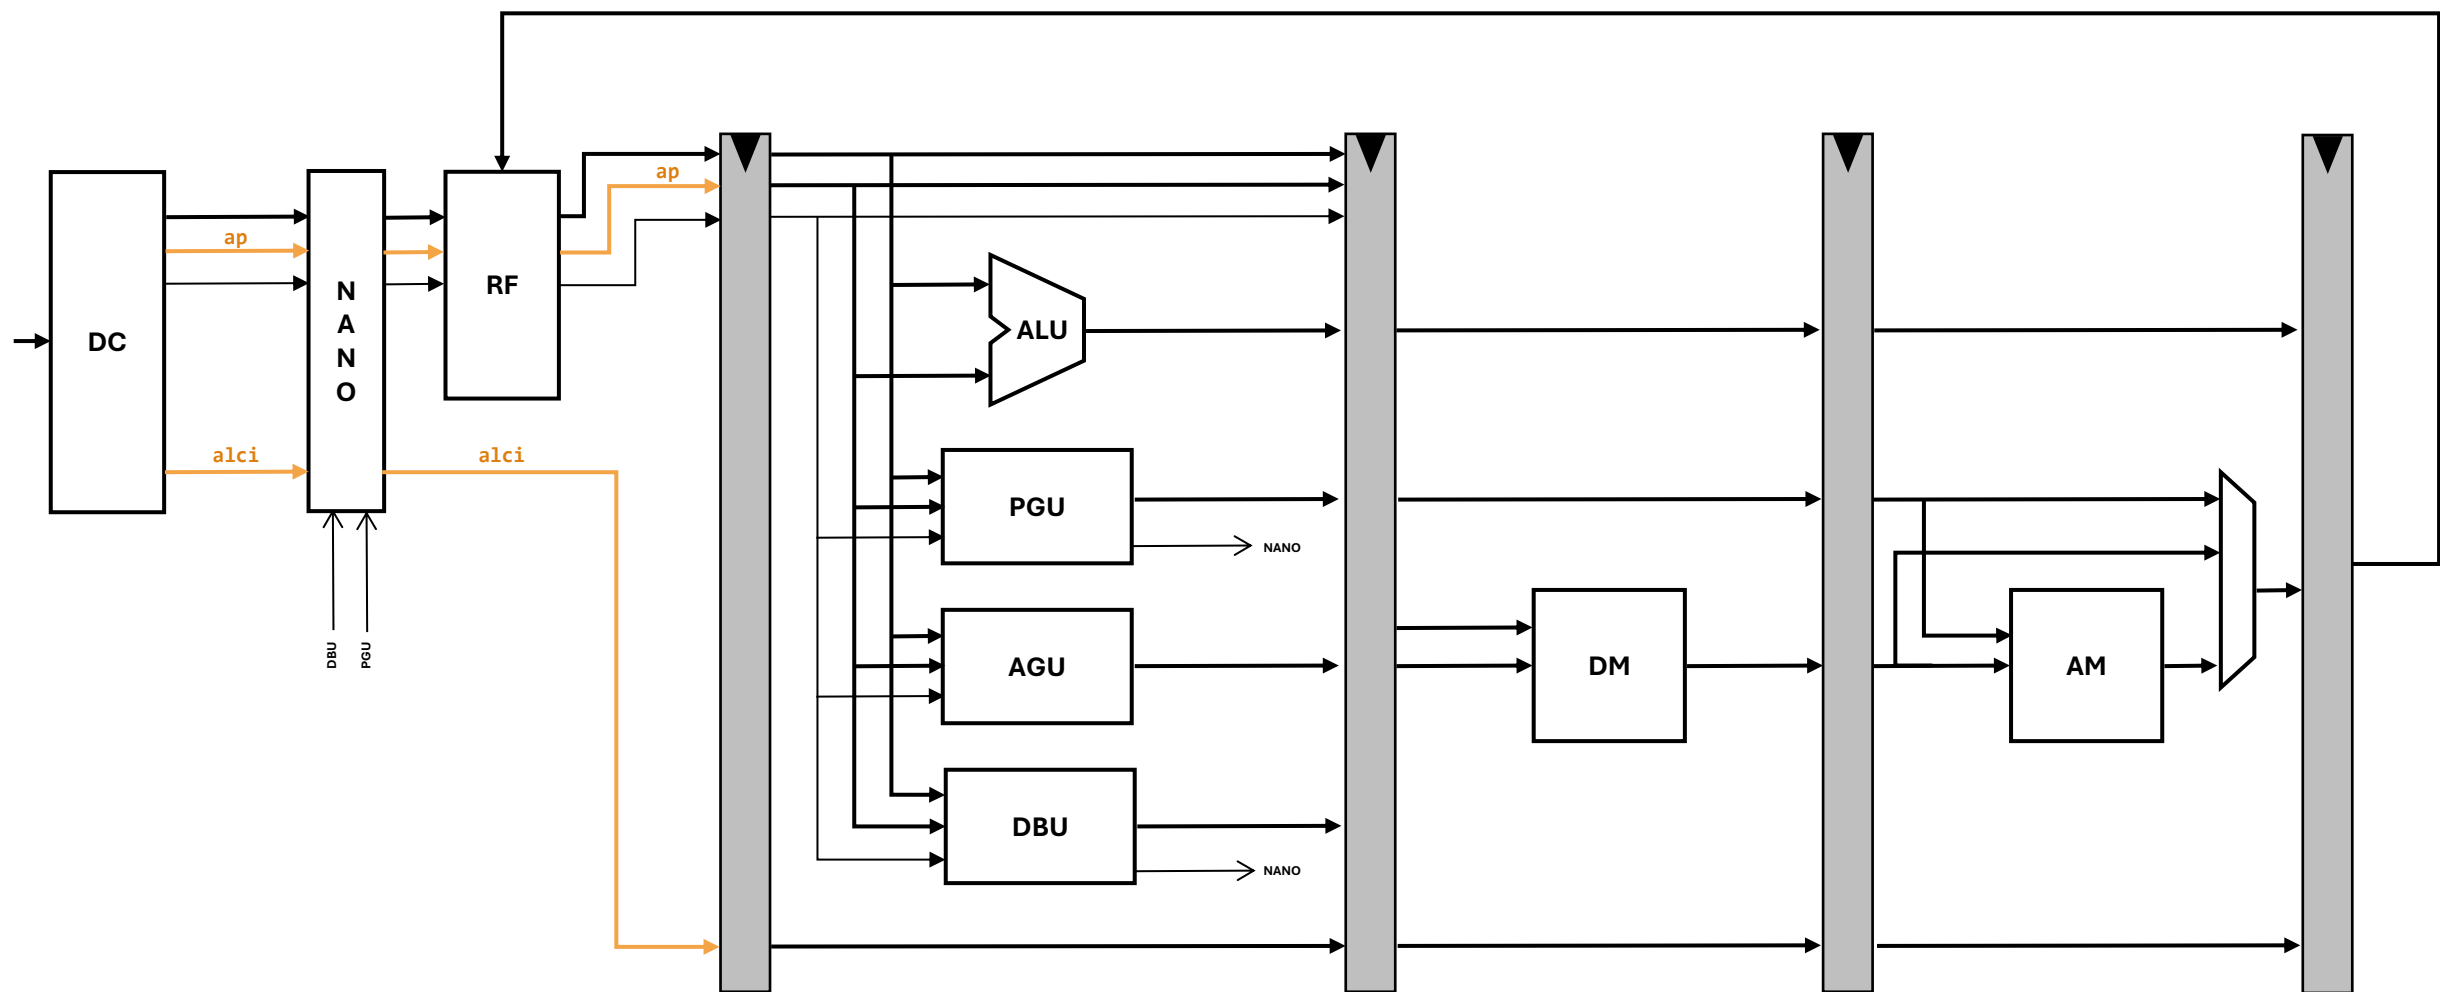 DC
ap
alci
N
A
N
O
DBU
PGU
RF
alci
ap
ALU
PGU
NANO
AGU
DBU
NANO
DM
AM